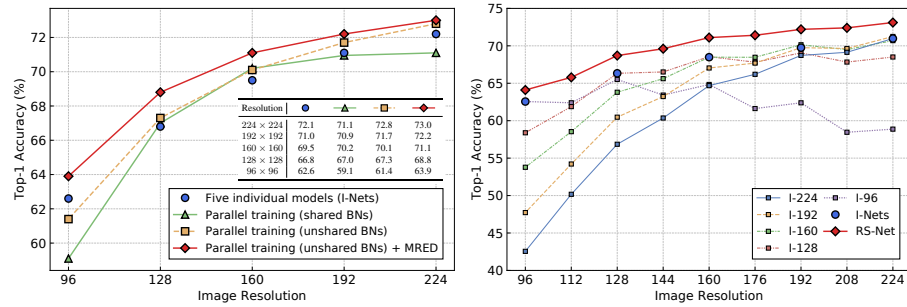 Top-1 Accuracy (%)
72
70
68
66
64
62
60
96
128
160
192
224
Image Resolution
Resolution
224 × 224 72.1 71.1 72.8 73.0
192 × 192 71.0 70.9 71.7 72.2
160 × 160 69.5 70.2 70.1 71.1
128 × 128 66.8 67.0 67.3 68.8
96 × 96 62.6 59.1 61.4 63.9
Five individual models (I-Nets)
Parallel training (shared BNs)
Parallel training (unshared BNs)
Parallel training (unshared BNs) + MRED
Top-1 Accuracy (%)
75
70
65
60
55
50
45
40
96
112
128
144
160
176
192
208
224
Image Resolution
I-224
I-192
I-160
I-128
I-96
I-Nets
RS-Net